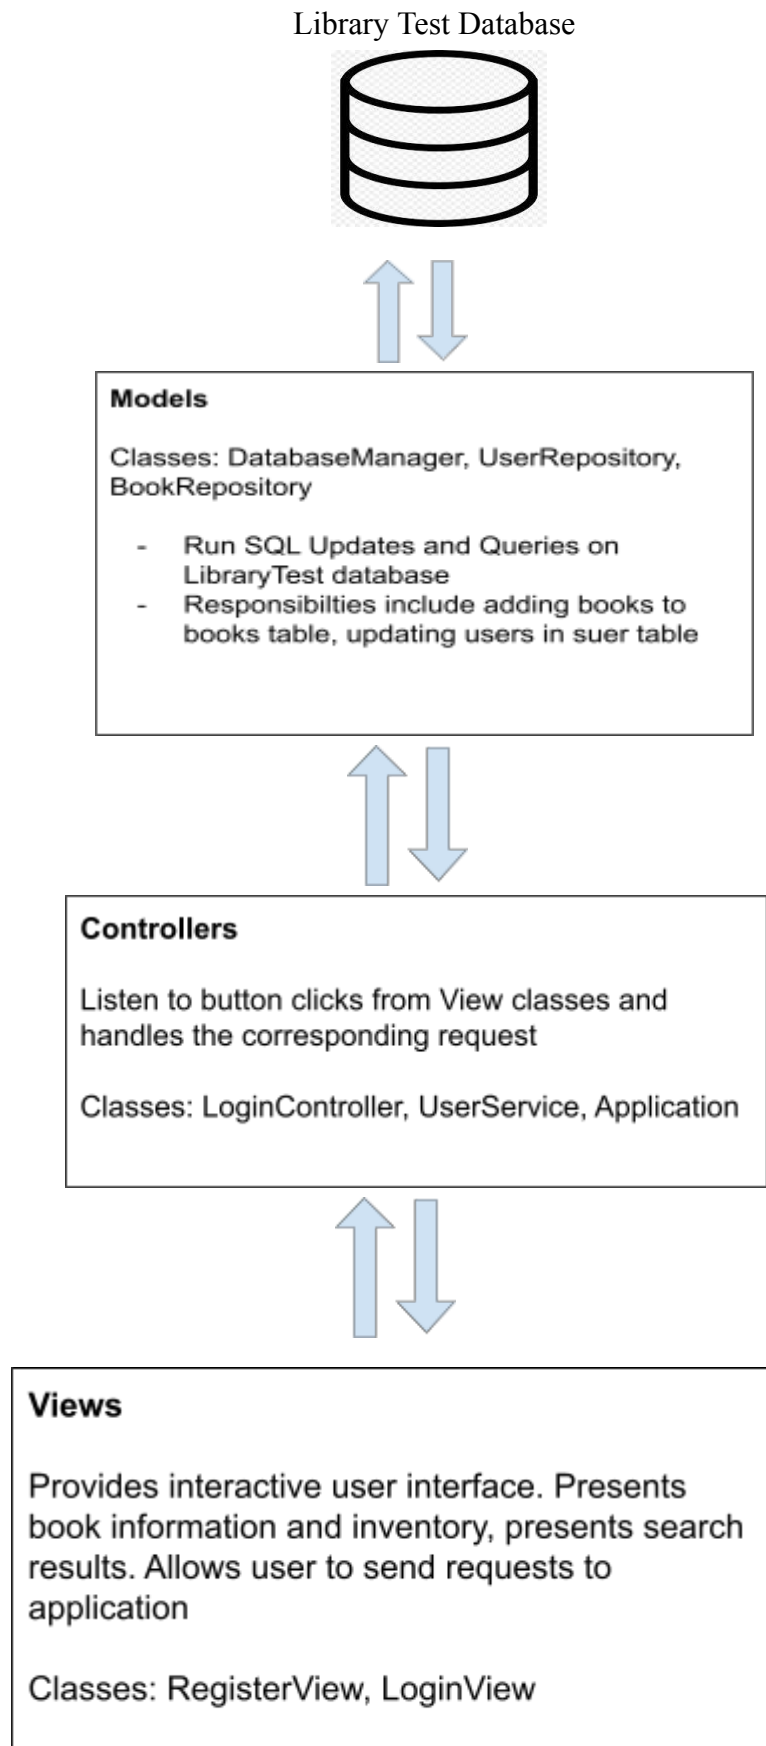 Library Test Database
Models
Classes: DatabaseManager, UserRepository,
BookRepository
- Run SQL Updates and Queries on
LibraryTest database
- Responsibilties include adding books to
books table, updating users in suer table
Controllers
Listen to button clicks from View classes and
handles the corresponding request
Classes: LoginController, UserService, Application
Views
Provides interactive user interface. Presents
book information and inventory, presents search
results. Allows user to send requests to
application
Classes: RegisterView, LoginView